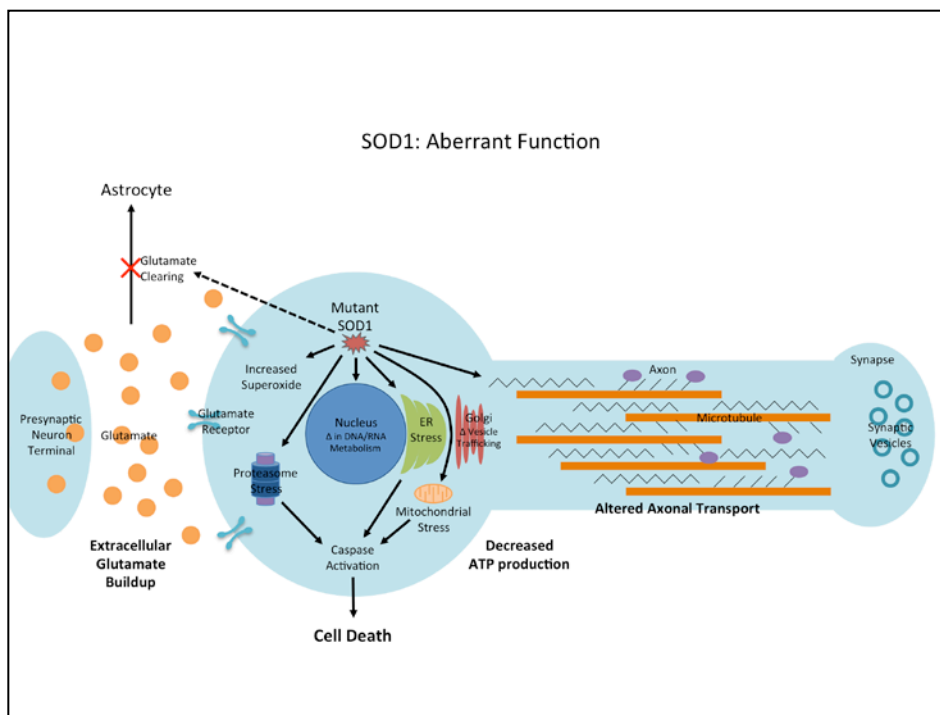 SOD1: Aberrant Function
Astrocyte
Glutamate
Clearing
Mutant
SOD1
Increased
Superoxide
Axon
Synapse
Presynaptic
Neuron
Terminal
Glutamate
Glutamate
Receptor
Nucleus
Δ in DNA/RNA
Metabolism
ER
Stress
Golgi
Δ Vesicle
Trafficking
Microtubule
Synaptic
Vesicles
Proteasome
Stress
Mitochondrial
Stress
Altered Axonal Transport
Extracellular
Glutamate
Buildup
Caspase
Activation
Decreased
ATP production
Cell Death